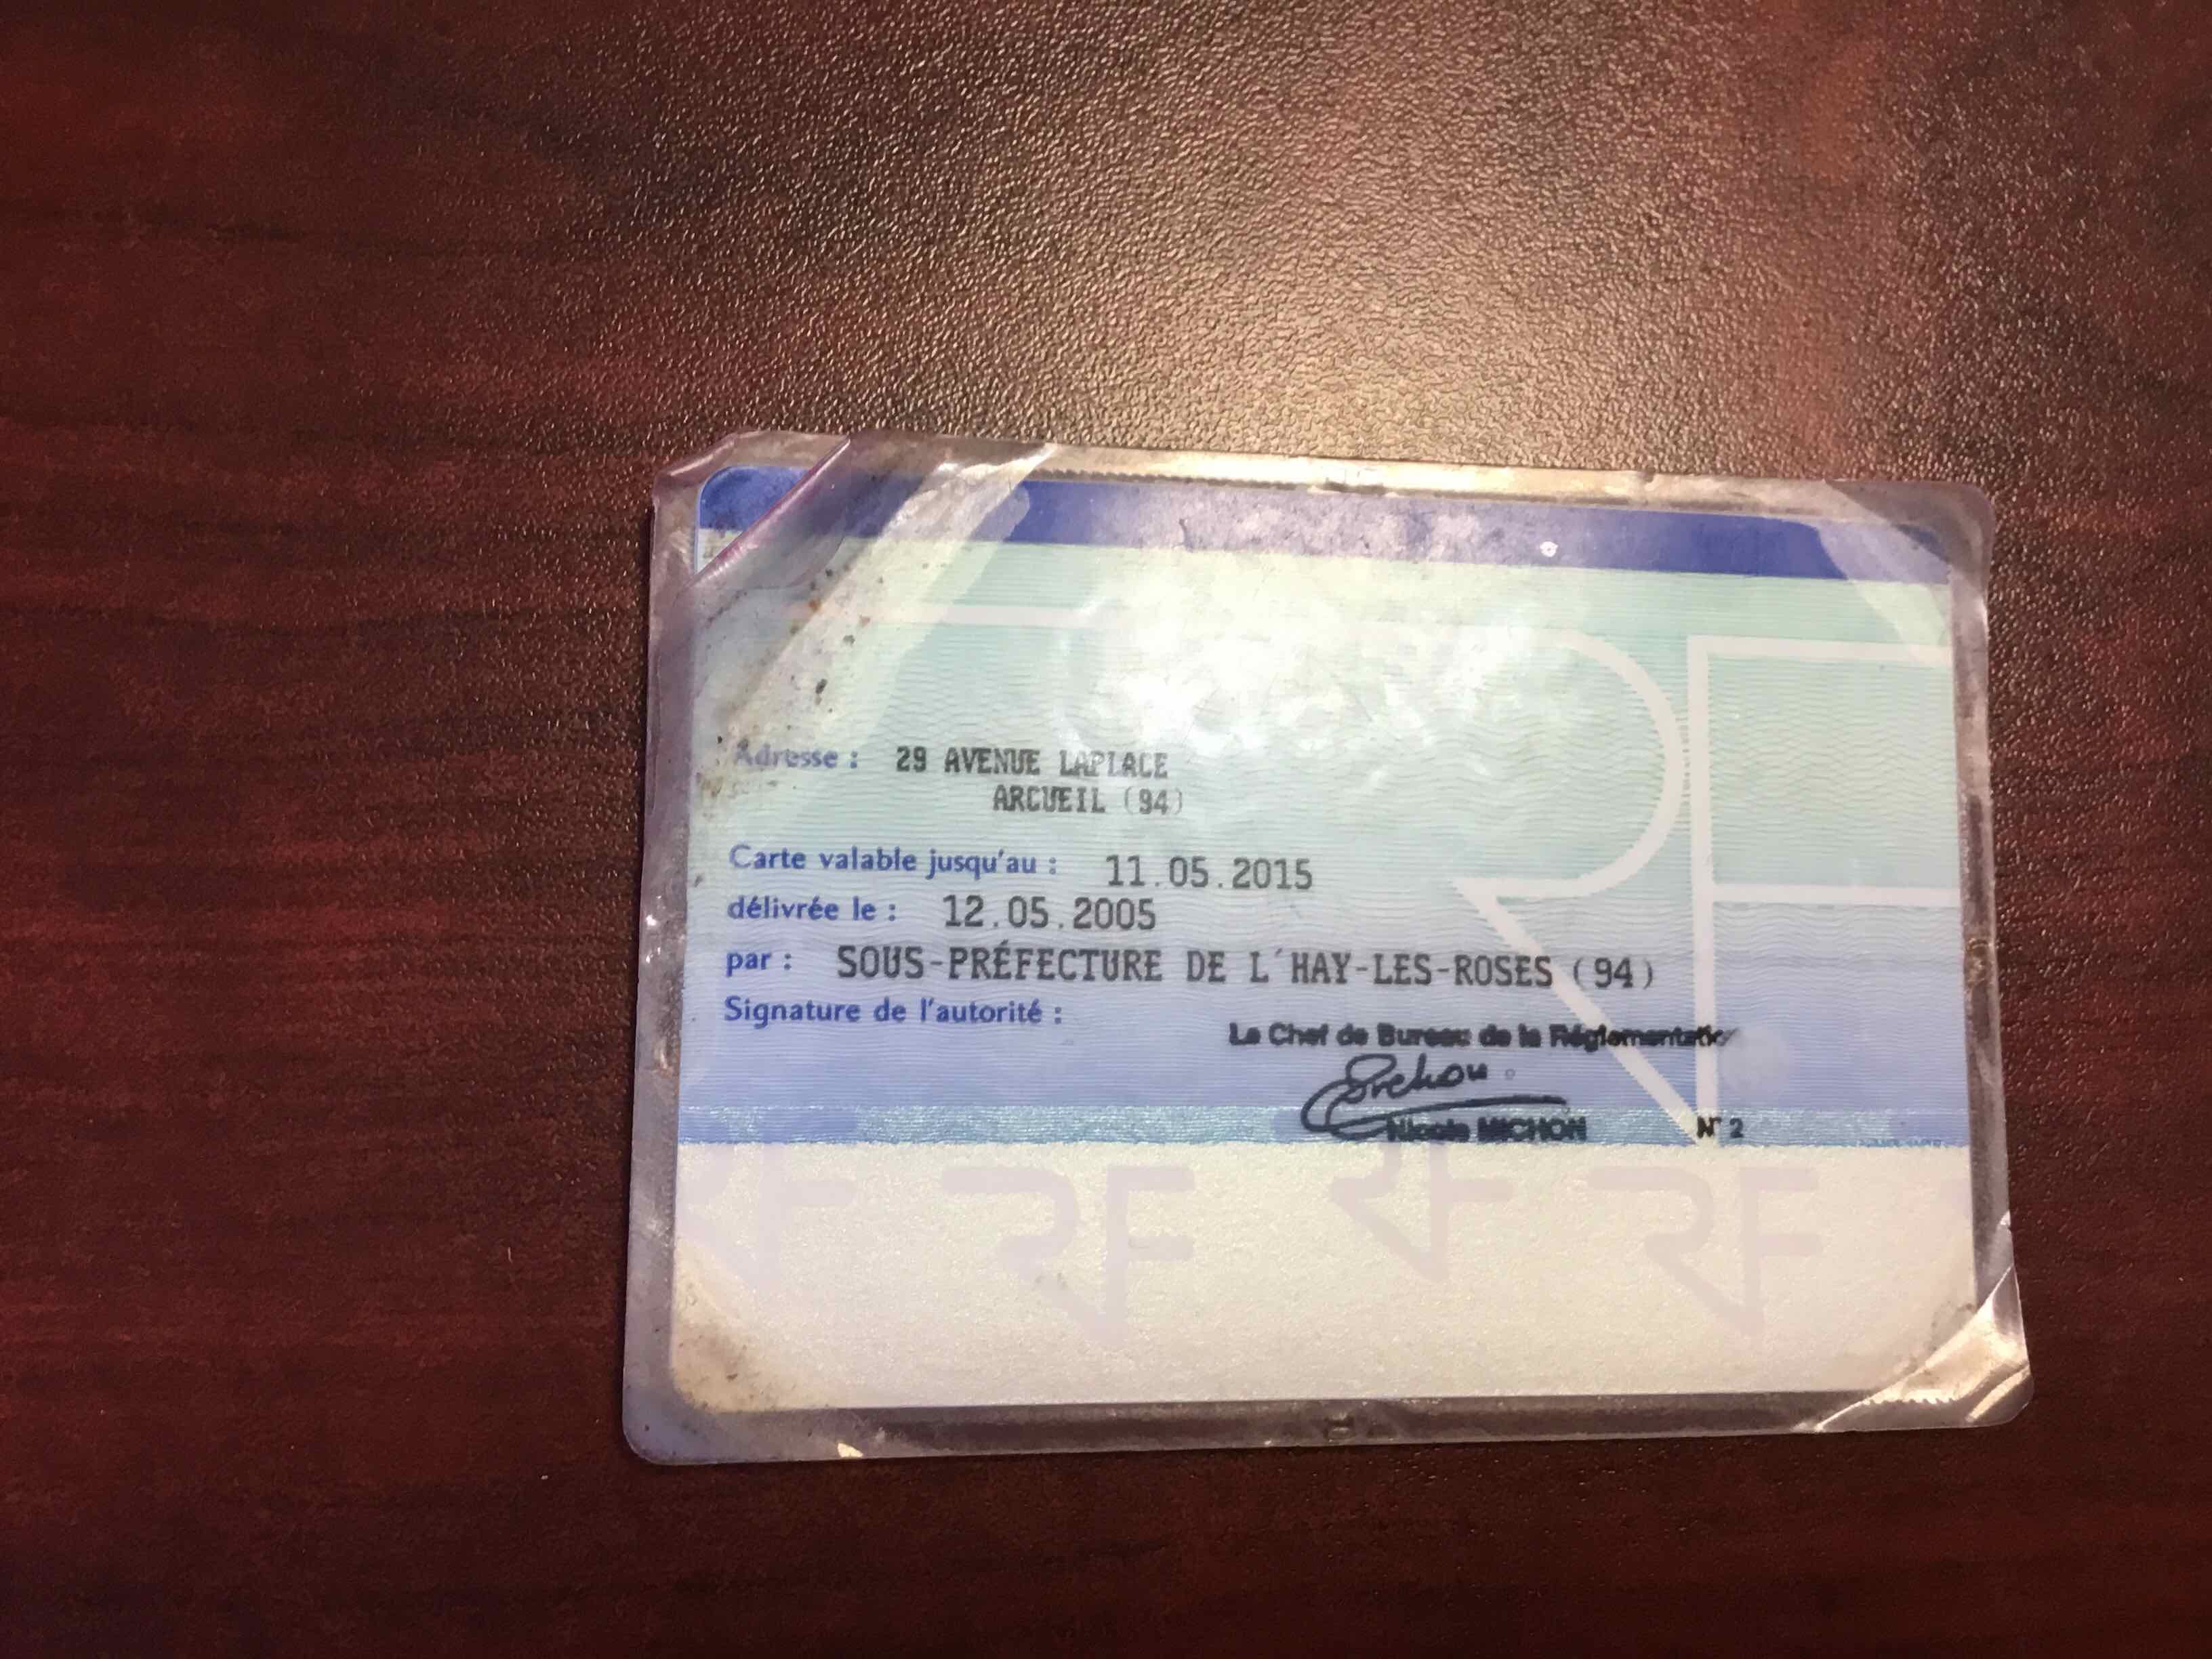 Adresse : 29 AVENUE LAPLACE
ARCUEIL (94)
Carte valable jusqu'au : 11.05.2015
délivrée le : 12.05.2005
par : SOUS-PRÉFECTURE DE L'HAY-LES-ROSES (94)
Signature de l'autorité :
Le Chef de Bureau de la Réglementation
Nicole MICHON N° 2
RF
RF RF RF RF